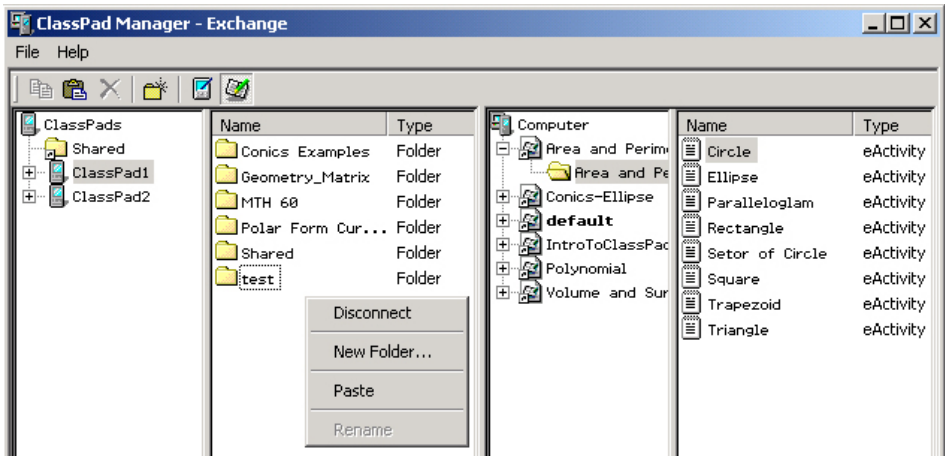 ClassPad Manager - Exchange
File Help
ClassPads
Shared
ClassPad1
ClassPad2
Name Type
Conics Examples Folder
Geometry_Matrix Folder
MTH 60 Folder
Polar Form Cur... Folder
Shared Folder
test Folder
Disconnect
New Folder...
Paste
Rename
Computer
Area and Perim
Area and Pe
Conics-Ellipse
default
IntroToClassPad
Polynomial
Volume and Sur
Name Type
Circle eActivity
Ellipse eActivity
Paralleloglam eActivity
Rectangle eActivity
Setor of Circle eActivity
Square eActivity
Trapezoid eActivity
Triangle eActivity